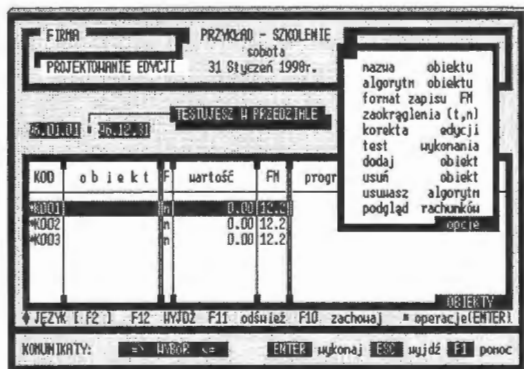 FIRMA
PRZYKŁAD - SZKOLENIE
sobota
PROJEKTOWANIE EDYCJI
31 Styczeń 1998r.
TESTUJESZ W PRZEDZIALE
96.01.01 * 96.12.31
nazwa obiektu
algorytm obiektu
format zapisu FM
zaokrąglenia (t,n)
korekta edycji
test wykonania
dodaj obiekt
usuń obiekt
usuwasz algorytm
podgląd rachunków
opcje
KOD o b i e k t F wartość FM progr
*K001 n 0.00 12.2
*K002 n 0.00 12.2
*K003 n 0.00 12.2
OBIEKTY
JĘZYK [ F2 ] F12 WYJDŹ F11 odśwież F10 zachowaj operacje(ENTER)
KOMUNIKATY: => WYBÓR <= ENTER wykonaj ESC wyjdź F1 pomoc